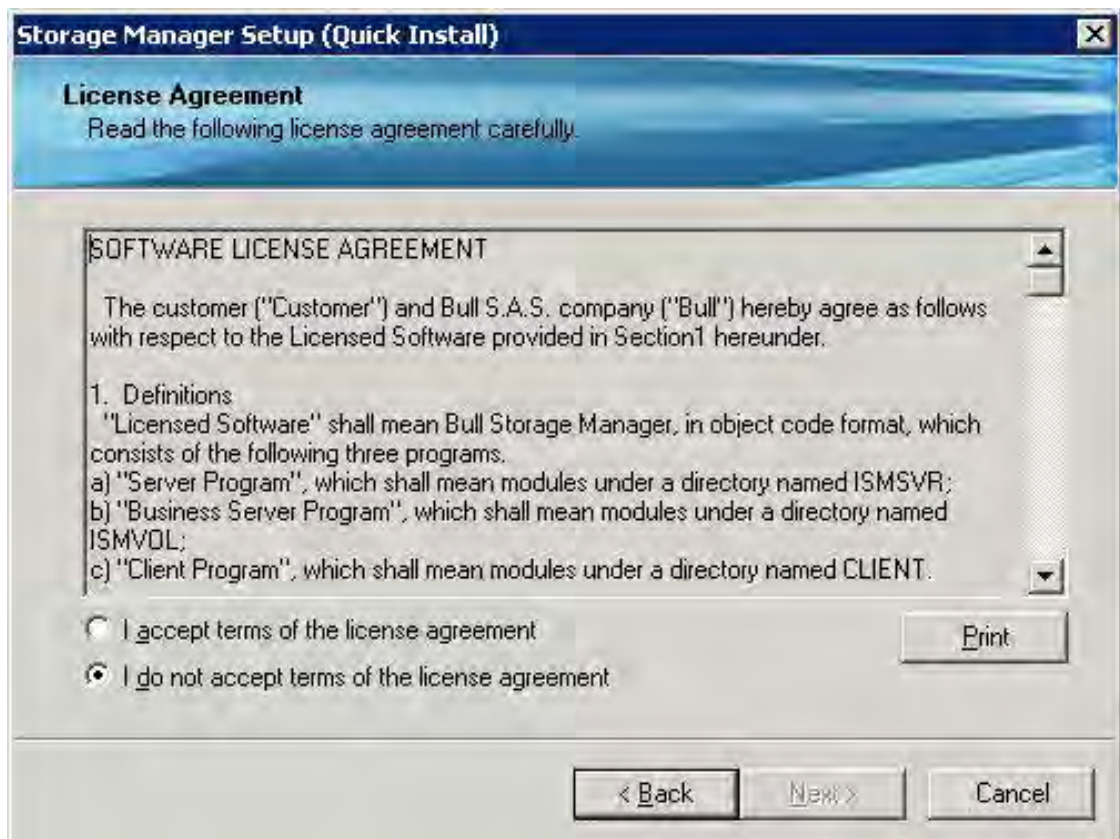 Storage Manager Setup (Quick Install)
License Agreement
Read the following license agreement carefully.
SOFTWARE LICENSE AGREEMENT
The customer ("Customer") and Bull S.A.S. company ("Bull") hereby agree as follows
with respect to the Licensed Software provided in Section1 hereunder.
1. Definitions
"Licensed Software" shall mean Bull Storage Manager, in object code format, which
consists of the following three programs.
a) "Server Program", which shall mean modules under a directory named ISMSVR;
b) "Business Server Program", which shall mean modules under a directory named
ISMVOL;
c) "Client Program", which shall mean modules under a directory named CLIENT.
I accept terms of the license agreement
Print
I do not accept terms of the license agreement
< Back
Next >
Cancel